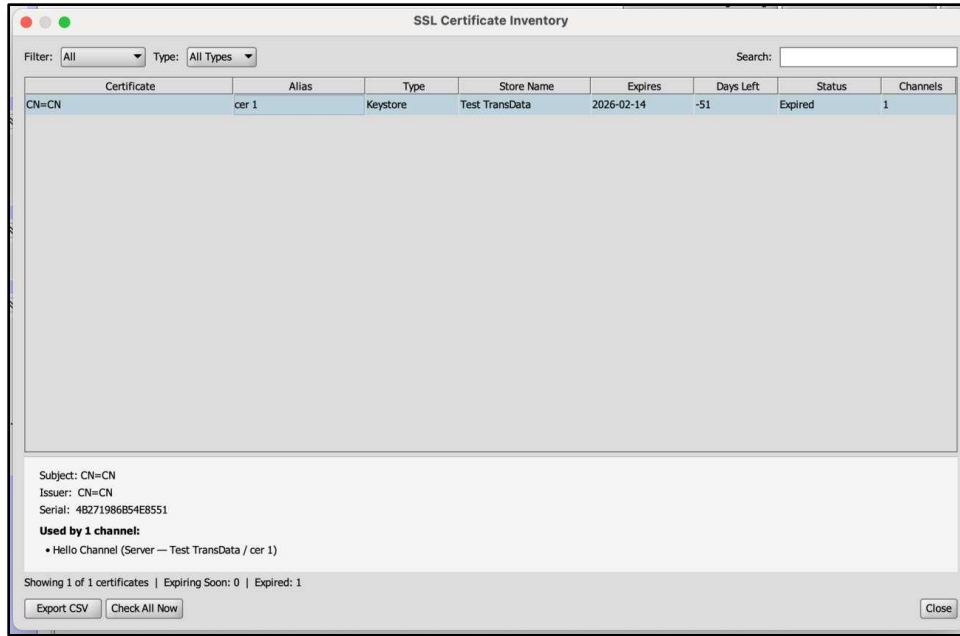 SSL Certificate Inventory
Filter: All Type: All Types Search:
Certificate Alias Type Store Name Expires Days Left Status Channels
CN=CN cer 1 Keystore Test TransData 2026-02-14 -51 Expired 1
Subject: CN=CN
Issuer: CN=CN
Serial: 4B271986B54E8551
Used by 1 channel:
• Hello Channel (Server — Test TransData / cer 1)
Showing 1 of 1 certificates | Expiring Soon: 0 | Expired: 1
Export CSV Check All Now Close